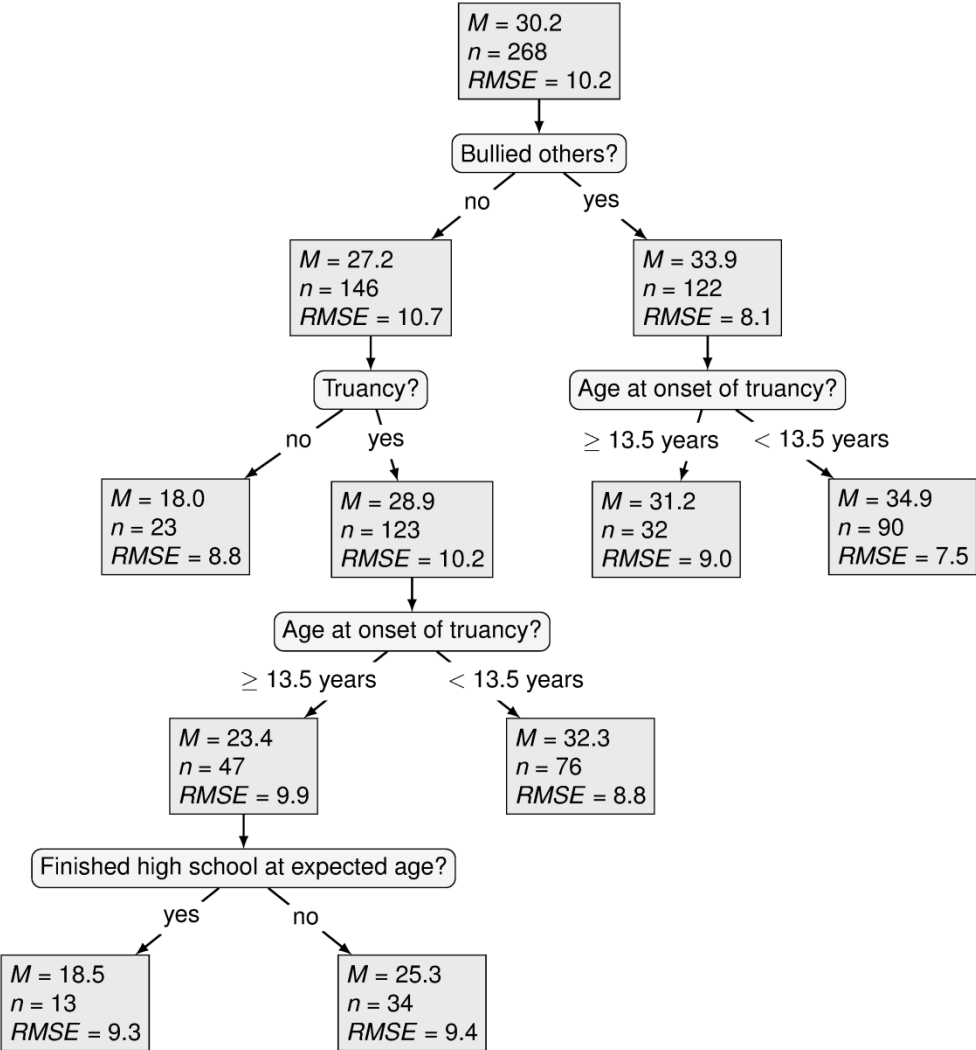 M = 30.2
n = 268
RMSE = 10.2
Bullied others?
no
yes
M = 27.2
n = 146
RMSE = 10.7
M = 33.9
n = 122
RMSE = 8.1
Truancy?
Age at onset of truancy?
no
yes
≥ 13.5 years
< 13.5 years
M = 18.0
n = 23
RMSE = 8.8
M = 28.9
n = 123
RMSE = 10.2
M = 31.2
n = 32
RMSE = 9.0
M = 34.9
n = 90
RMSE = 7.5
Age at onset of truancy?
≥ 13.5 years
< 13.5 years
M = 23.4
n = 47
RMSE = 9.9
M = 32.3
n = 76
RMSE = 8.8
Finished high school at expected age?
yes
no
M = 18.5
n = 13
RMSE = 9.3
M = 25.3
n = 34
RMSE = 9.4